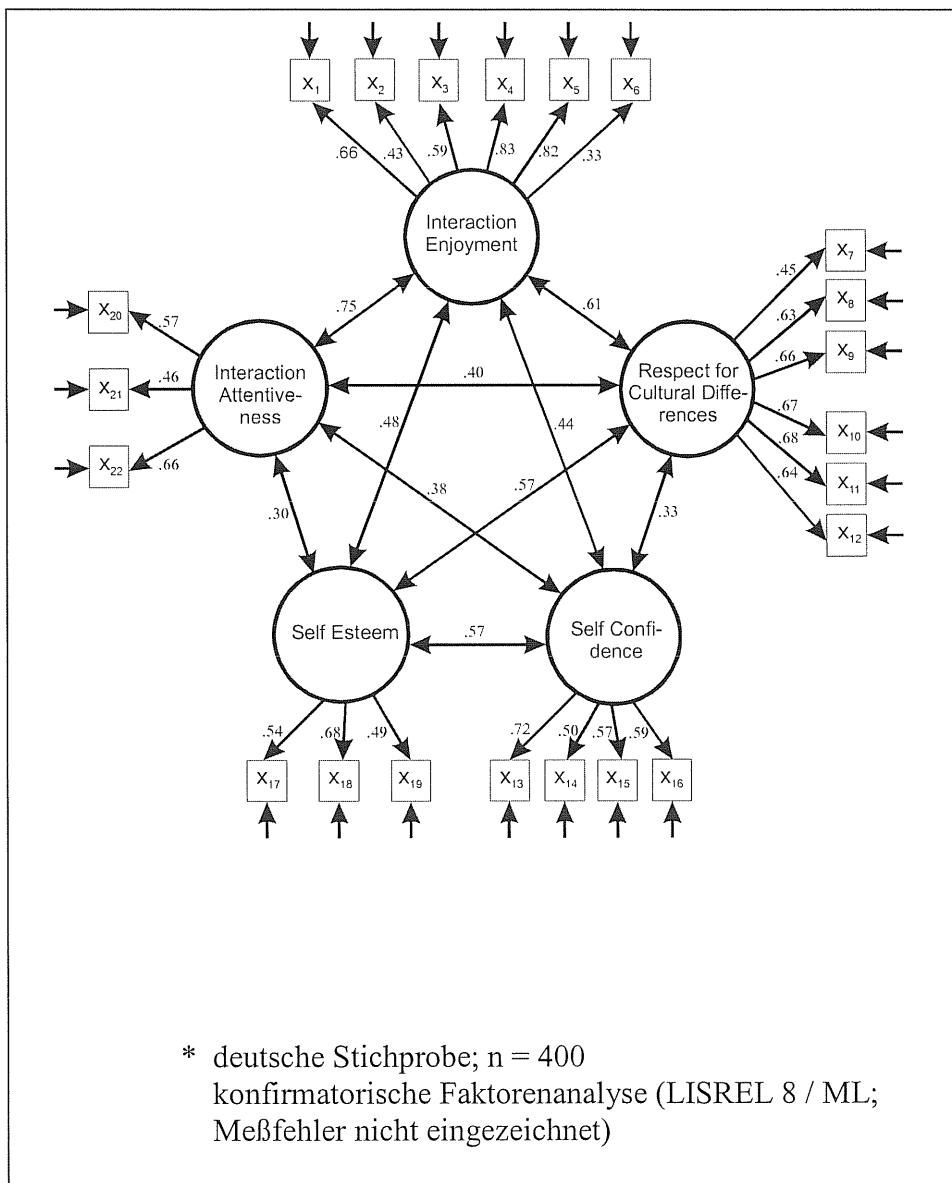 X₁ X₂ X₃ X₄ X₅ X₆
.66 .43 .59 .83 .82 .33
Interaction
Enjoyment
X₇
.45
X₈
.63
X₉
.66
.67
X₁₀
.68
X₁₁
.64
X₁₂
.75
.61
X₂₀
.57
X₂₁
.46
X₂₂
.66
Interaction
Attentive-
ness
.40
Respect for
Cultural Diffe-
rences
.48
.44
.38
.57
.30
.33
Self Esteem
.57
Self Confi-
dence
.54 .68 .49
.72 .50 .57 .59
X₁₇ X₁₈ X₁₉
X₁₃ X₁₄ X₁₅ X₁₆
* deutsche Stichprobe; n = 400
konfirmatorische Faktorenanalyse (LISREL 8 / ML;
Meßfehler nicht eingezeichnet)